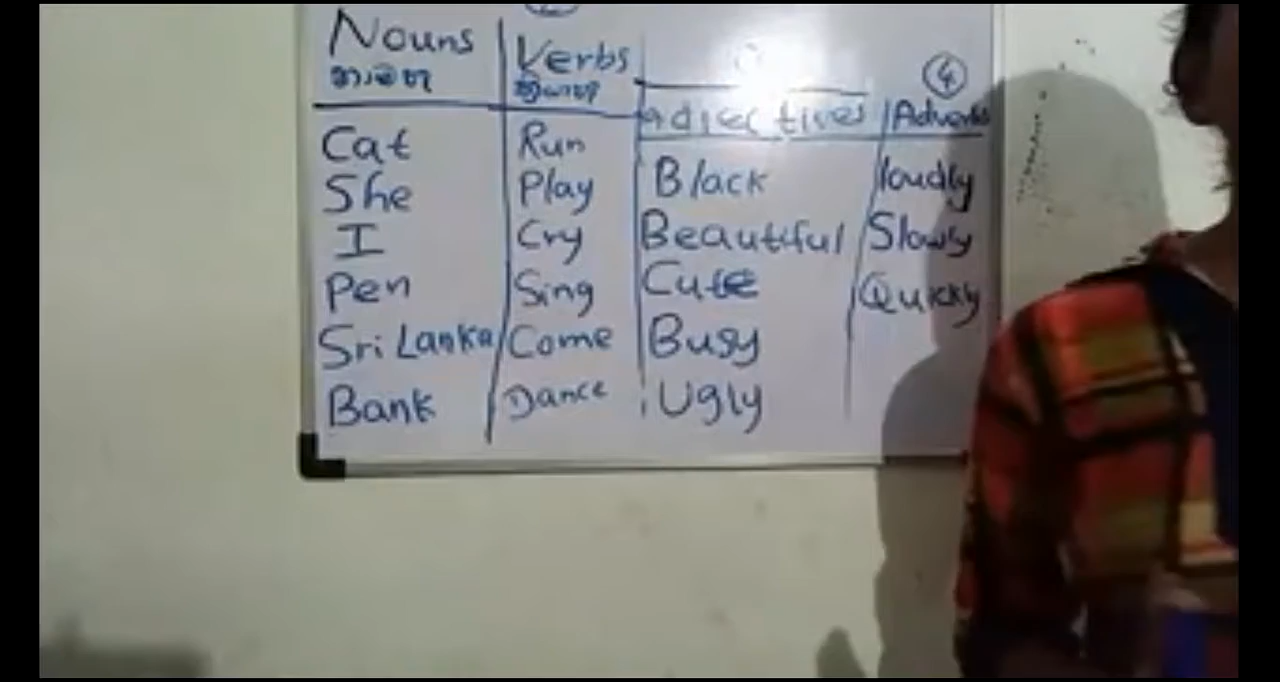 Nouns Verbs
නාමපද ක්‍රියාපද
④
adjectives Adverbs
Cat Run Black loudly
She Play Beautiful Slowly
I Cry Cute Quickly
Pen Sing Busy
Sri Lanka Come Ugly
Bank Dance